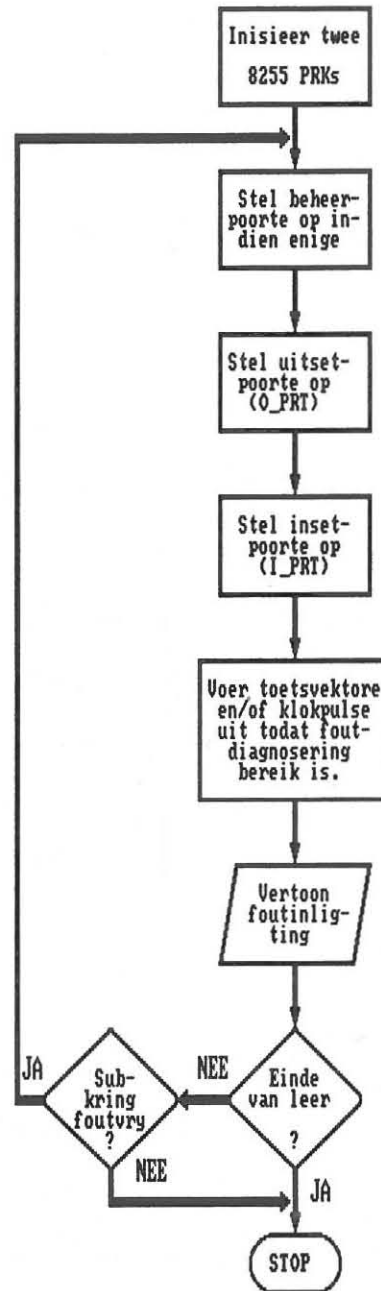 Inisieer twee
8255 PRKs
Stel beheer-
poorte op in-
dien enige
Stel uitset-
poorte op
(O_PRT)
Stel inset-
poorte op
(I_PRT)
Voer toetsvektore
en/of klokpulse
uit todat fout-
diagnosering
bereik is.
Vertoon
foutinlig-
ting
Einde
van leer
?
NEE
Sub-
kring
foutvry
?
JA
NEE
JA
STOP